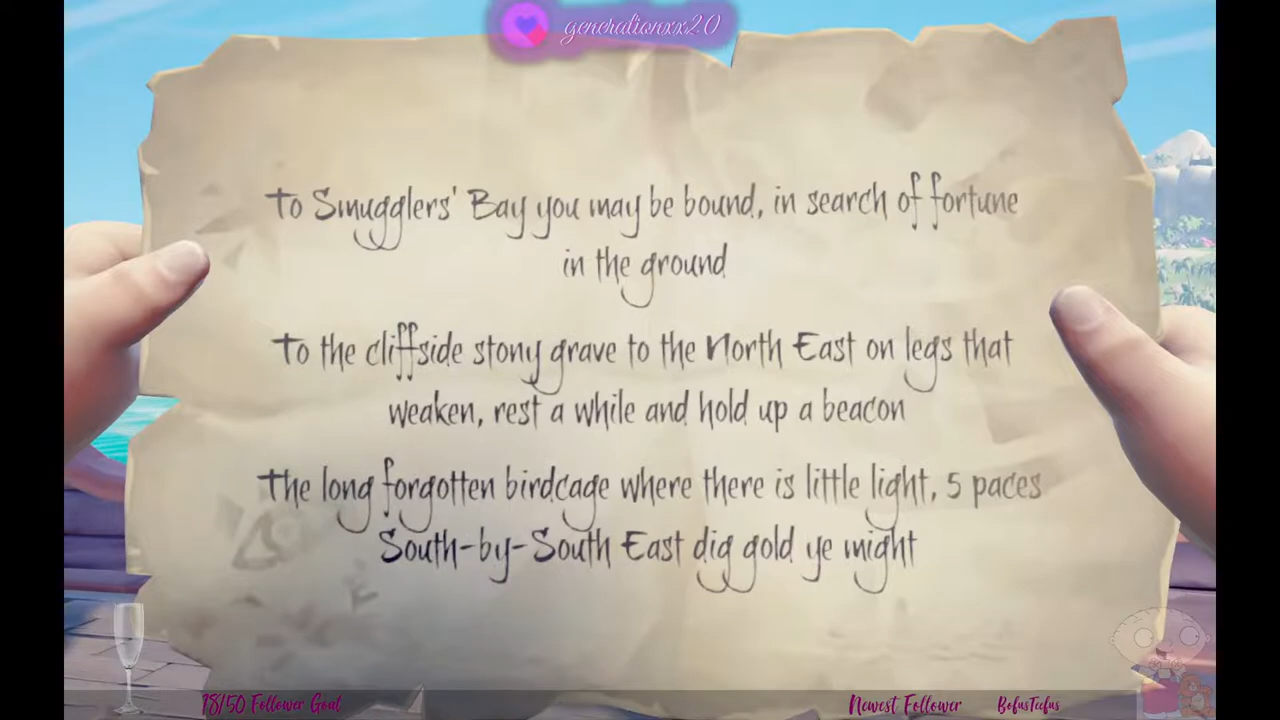 generationxx20
To Smugglers' Bay you may be bound, in search of fortune
in the ground
To the cliffside stony grave to the North East on legs that
weaken, rest a while and hold up a beacon
The long forgotten birdcage where there is little light, 5 paces
South-by-South East dig gold ye might
18/50 Follower Goal
Newest Follower BofusTeefus